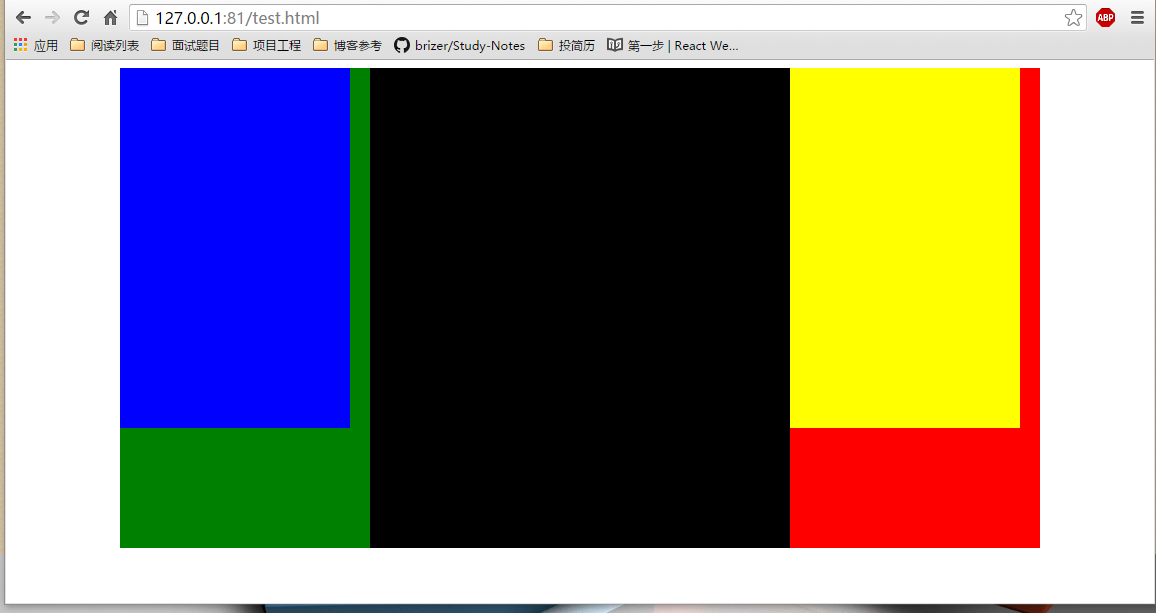 127.0.0.1:81/test.html
ABP
应用 阅读列表 面试题目 项目工程 博客参考 brizer/Study-Notes 投简历 第一步 | React We...